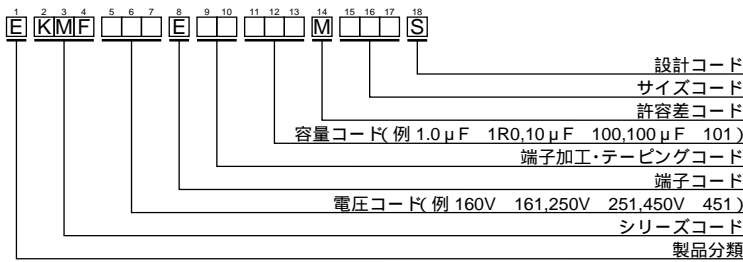 1 2 3 4 5 6 7 8 9 10 11 12 13 14 15 16 17 18
E KMF E M S
設計コード
サイズコード
許容差コード
容量コード(例 1.0μF 1R0,10μF 100,100μF 101)
端子加工・テーピングコード
端子コード
電圧コード(例 160V 161,250V 251,450V 451)
シリーズコード
製品分類